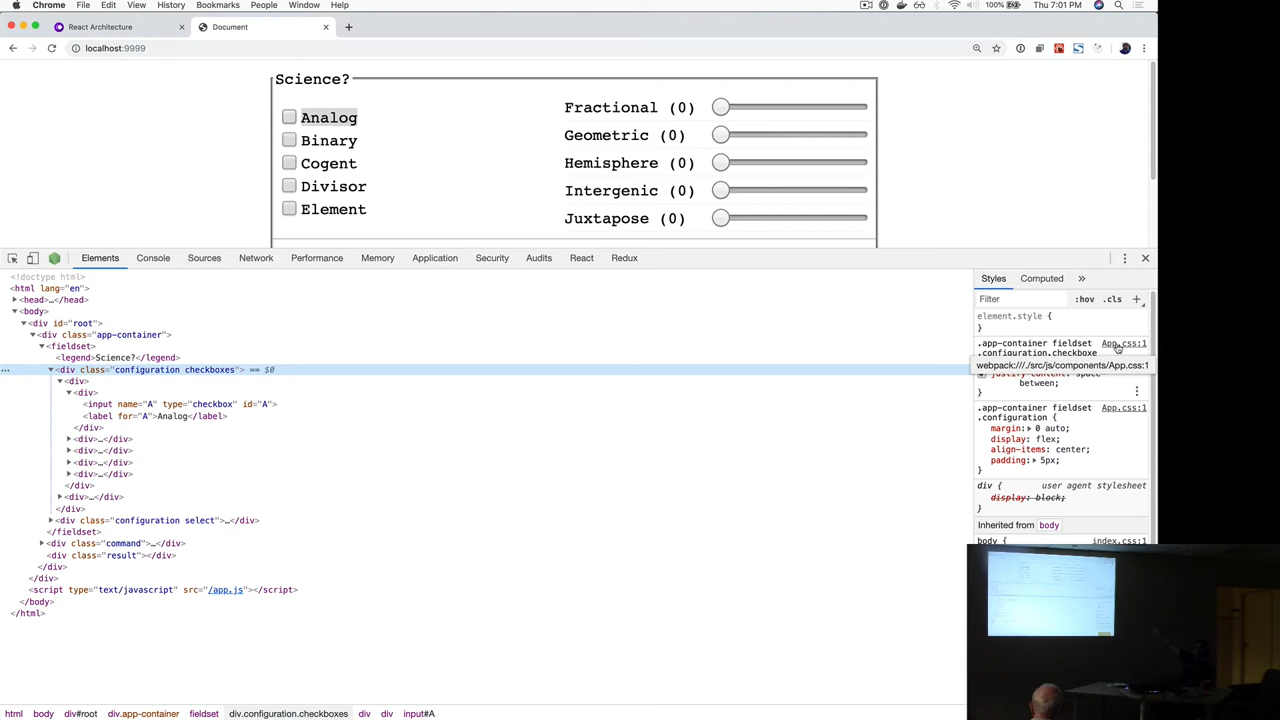 Chrome File Edit View History Bookmarks People Window Help 100% Thu 7:01 PM
React Architecture Document
localhost:9999
Science?
Analog
Binary
Cogent
Divisor
Element
Fractional (0)
Geometric (0)
Hemisphere (0)
Intergenic (0)
Juxtapose (0)
Elements Console Sources Network Performance Memory Application Security Audits React Redux
<!doctype html>
<html lang="en">
<head>…</head>
<body>
<div id="root">
<div class="app-container">
<fieldset>
<legend>Science?</legend>
… <div class="configuration checkboxes"> == $0
<div>
<div>
<input name="A" type="checkbox" id="A">
<label for="A">Analog</label>
</div>
<div>…</div>
<div>…</div>
<div>…</div>
<div>…</div>
</div>
<div>…</div>
</div>
<div class="configuration select">…</div>
</fieldset>
<div class="command">…</div>
<div class="result"></div>
</div>
</div>
<script type="text/javascript" src="/app.js"></script>
</body>
</html>
html body div#root div.app-container fieldset div.configuration.checkboxes div div input#A
Styles Computed »
Filter :hov .cls +
element.style {
}
.app-container fieldset App.css:1
.configuration.checkboxe
webpack:///./src/js/components/App.css:1
justify-content: space-
between;
}
.app-container fieldset App.css:1
.configuration {
margin: 0 auto;
display: flex;
align-items: center;
padding: 5px;
}
div { user agent stylesheet
display: block;
}
Inherited from body
body { index.css:1